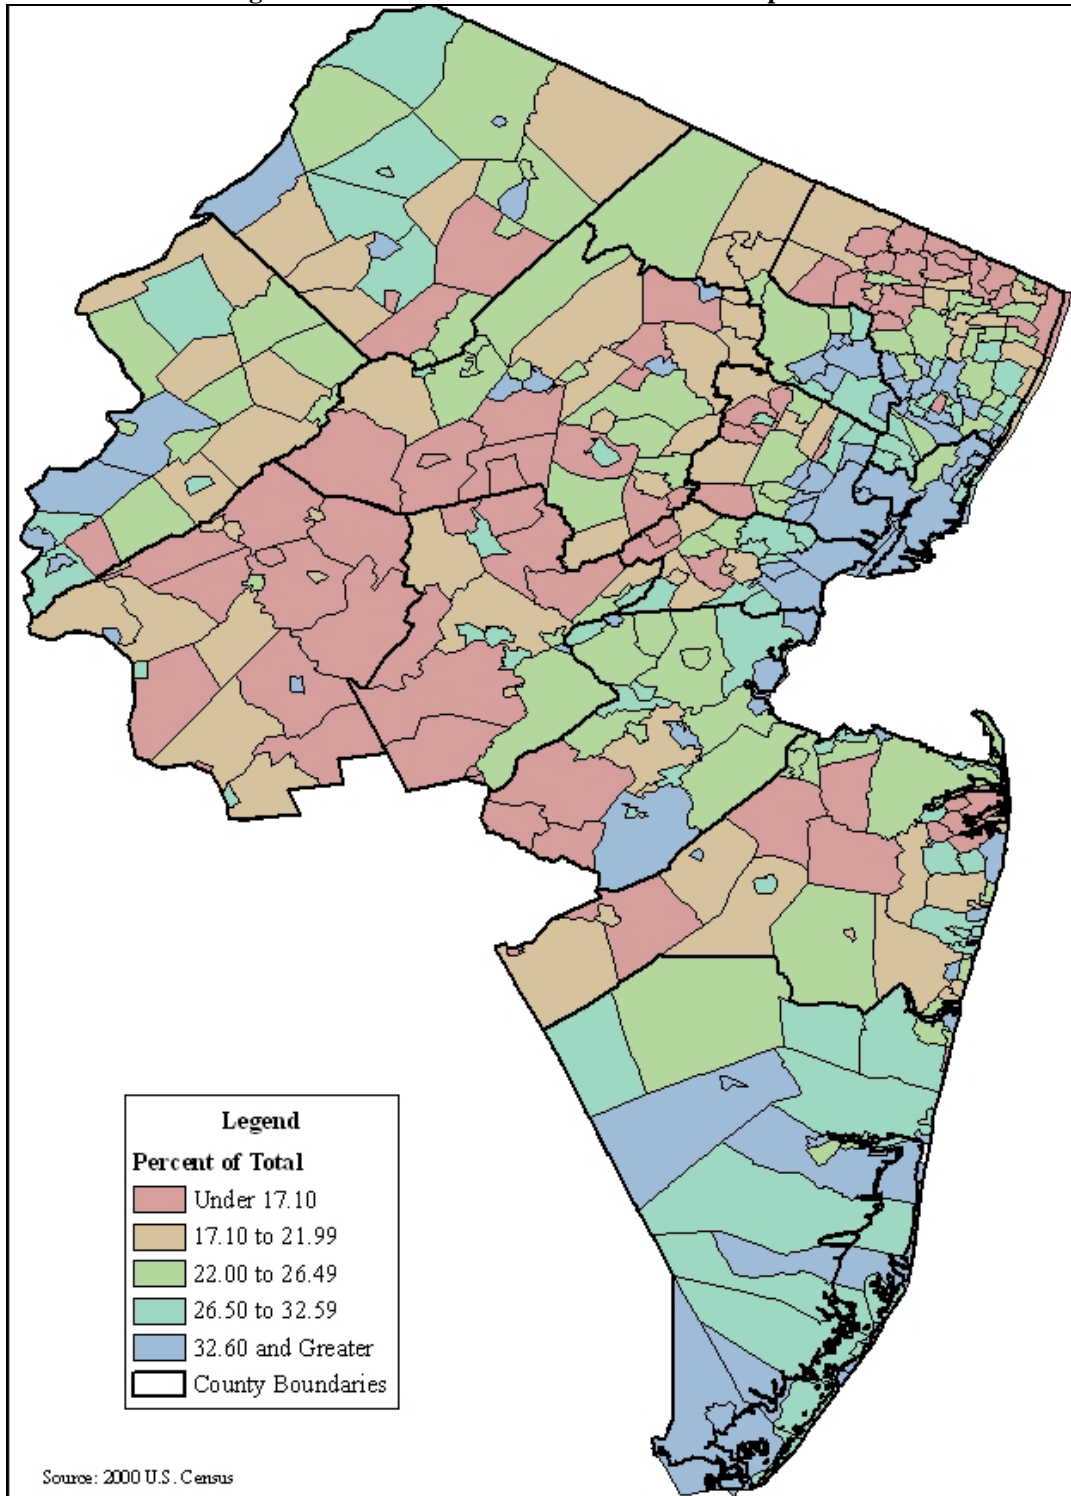 Legend
Percent of Total
Under 17.10
17.10 to 21.99
22.00 to 26.49
26.50 to 32.59
32.60 and Greater
County Boundaries
Source: 2000 U.S. Census